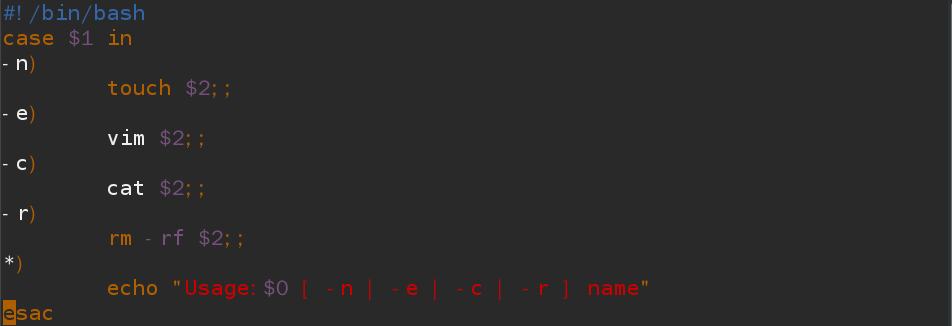 #!/bin/bash
case $1 in
-n)
touch $2;;
-e)
vim $2;;
-c)
cat $2;;
-r)
rm -rf $2;;
*)
echo "Usage:$0 [ -n | -e | -c | -r ] name"
esac